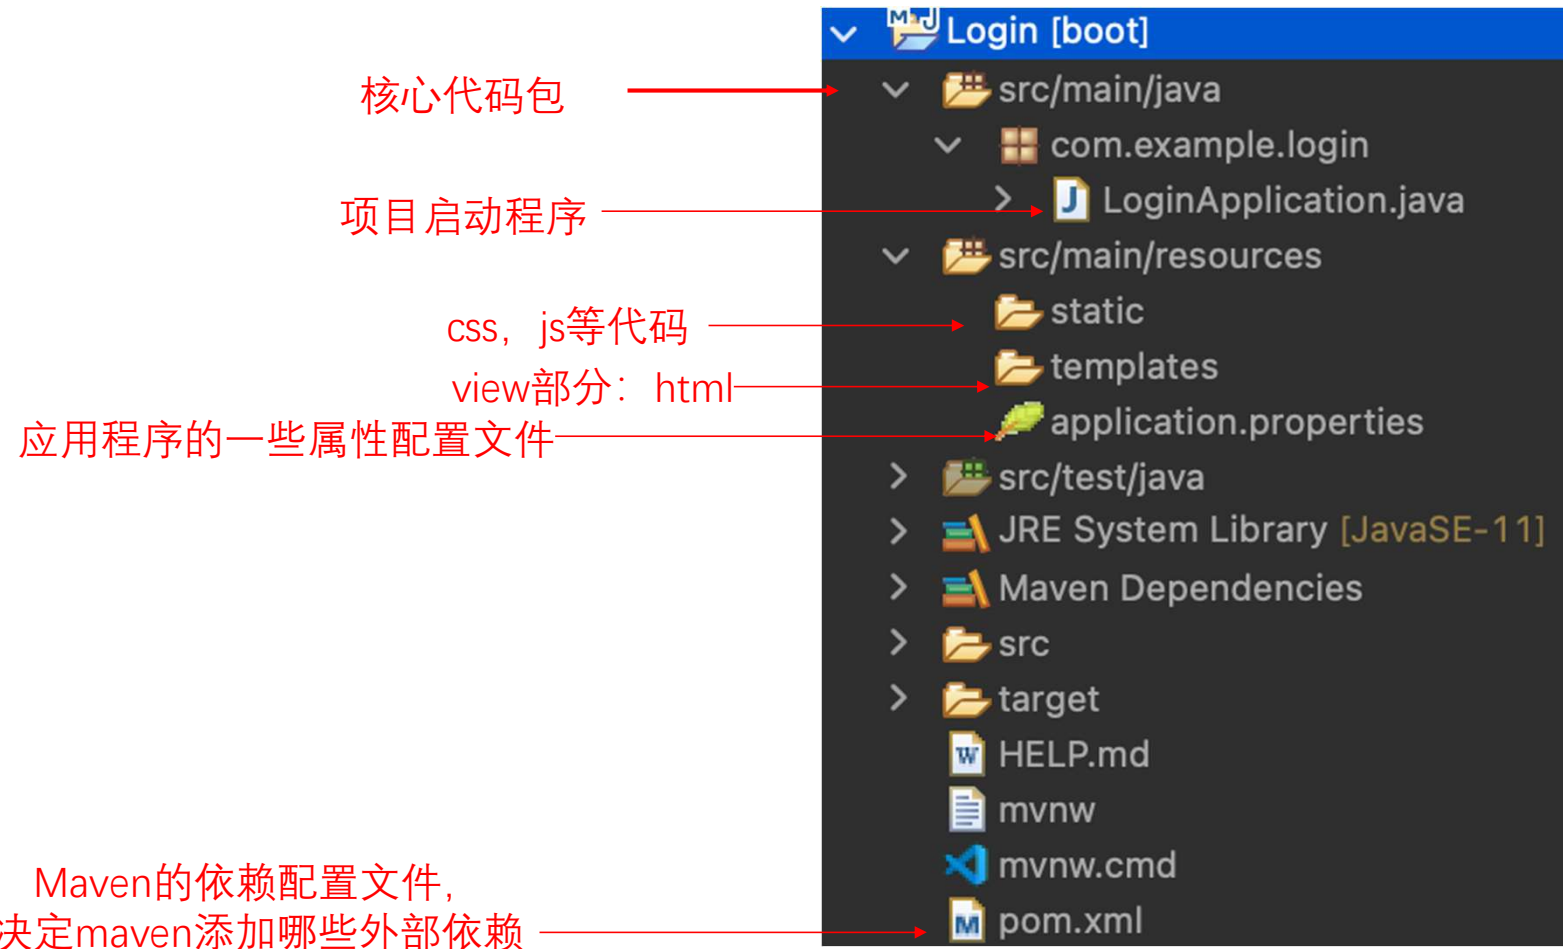 Login [boot]
核心代码包
src/main/java
com.example.login
项目启动程序
LoginApplication.java
src/main/resources
css，js等代码
static
view部分：html
templates
应用程序的一些属性配置文件
application.properties
src/test/java
JRE System Library [JavaSE-11]
Maven Dependencies
src
target
HELP.md
mvnw
mvnw.cmd
Maven的依赖配置文件，
决定maven添加哪些外部依赖
pom.xml